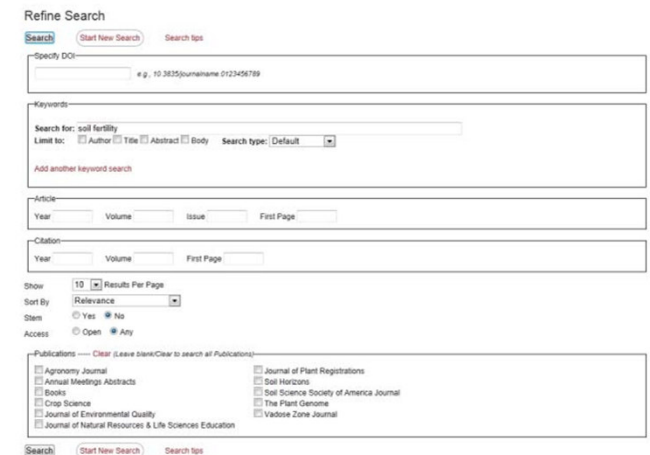 Refine Search
Search Start New Search Search tips
Specify DOI
e.g., 10.3835/journalname.0123456789
Keywords
Search for: soil fertility
Limit to: Author Title Abstract Body Search type: Default
Add another keyword search
Article
Year Volume Issue First Page
Citation
Year Volume First Page
Show 10 Results Per Page
Sort By Relevance
Stem Yes No
Access Open Any
Publications ---- Clear (Leave blank/Clear to search all Publications)
Agronomy Journal Journal of Plant Registrations
Annual Meetings Abstracts Soil Horizons
Books Soil Science Society of America Journal
Crop Science The Plant Genome
Journal of Environmental Quality Vadose Zone Journal
Journal of Natural Resources & Life Sciences Education
Search Start New Search Search tips